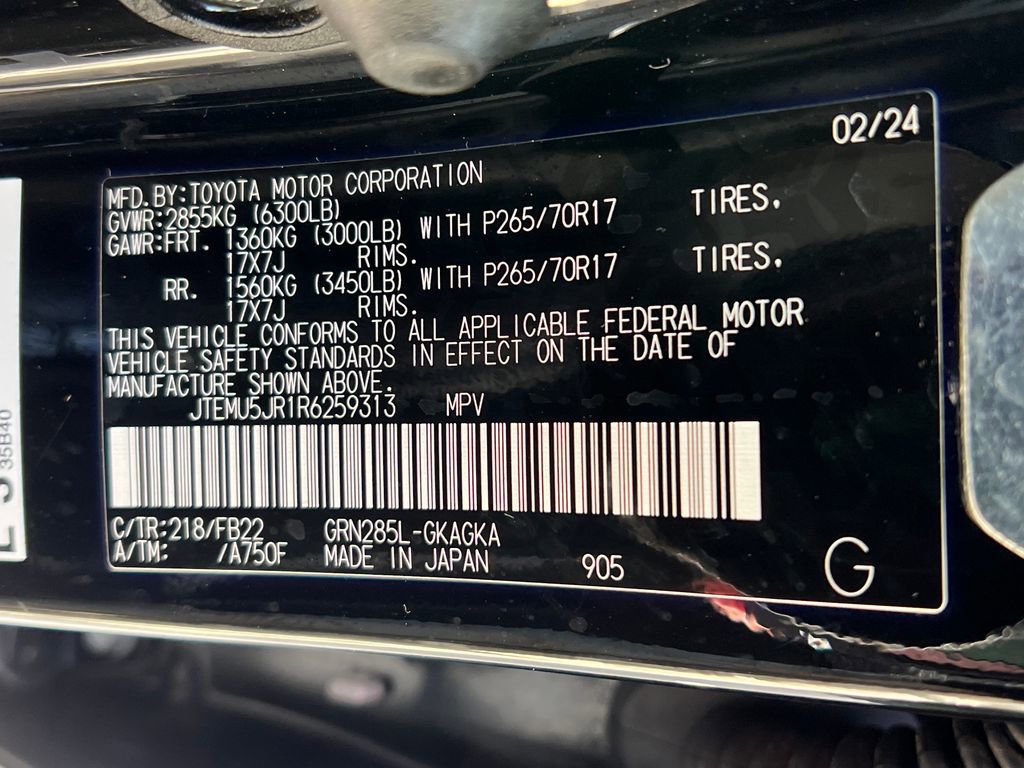 02/24
MFD.BY:TOYOTA MOTOR CORPORATION
GVWR:2855KG (6300LB)
GAWR:FRT. 1360KG (3000LB) WITH P265/70R17 TIRES,
17X7J RIMS.
RR. 1560KG (3450LB) WITH P265/70R17 TIRES,
17X7J RIMS.
THIS VEHICLE CONFORMS TO ALL APPLICABLE FEDERAL MOTOR
VEHICLE SAFETY STANDARDS IN EFFECT ON THE DATE OF
MANUFACTURE SHOWN ABOVE.
JTEMU5JR1R6259313 MPV
C/TR:218/FB22 GRN285L-GKAGKA
A/TM: /A750F MADE IN JAPAN 905
G
35B40